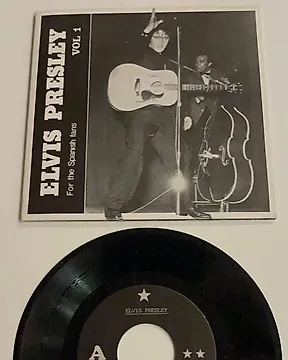 ELVIS PRESLEY
VOL 1
For the Spanish fans
ELVIS PRESLEY
A